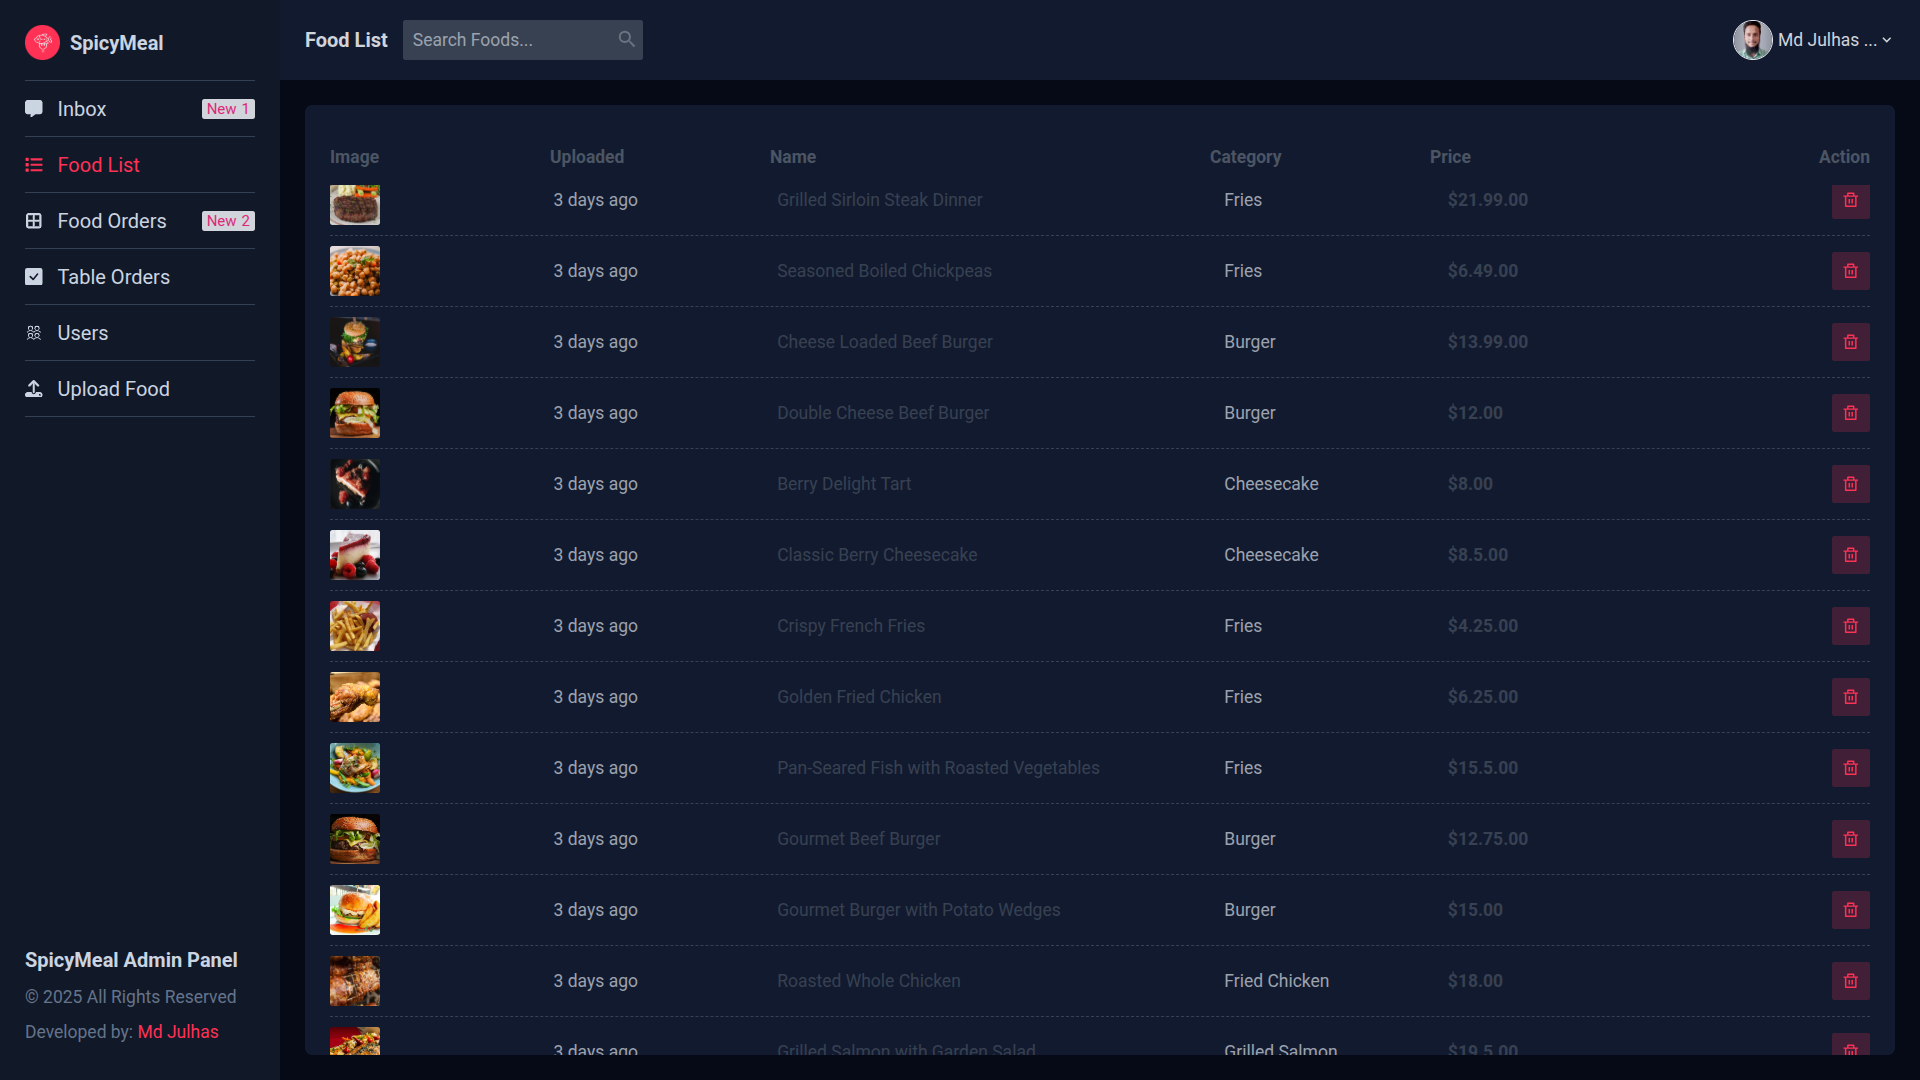 SpicyMeal
Inbox New 1
Food List
Food Orders New 2
Table Orders
Users
Upload Food
SpicyMeal Admin Panel
© 2025 All Rights Reserved
Developed by: Md Julhas
Food List Search Foods... Md Julhas ...
Image Uploaded Name Category Price Action
3 days ago Grilled Sirloin Steak Dinner Fries $21.99.00
3 days ago Seasoned Boiled Chickpeas Fries $6.49.00
3 days ago Cheese Loaded Beef Burger Burger $13.99.00
3 days ago Double Cheese Beef Burger Burger $12.00
3 days ago Berry Delight Tart Cheesecake $8.00
3 days ago Classic Berry Cheesecake Cheesecake $8.5.00
3 days ago Crispy French Fries Fries $4.25.00
3 days ago Golden Fried Chicken Fries $6.25.00
3 days ago Pan-Seared Fish with Roasted Vegetables Fries $15.5.00
3 days ago Gourmet Beef Burger Burger $12.75.00
3 days ago Gourmet Burger with Potato Wedges Burger $15.00
3 days ago Roasted Whole Chicken Fried Chicken $18.00
3 days ago Grilled Salmon with Garden Salad Grilled Salmon $19.5.00